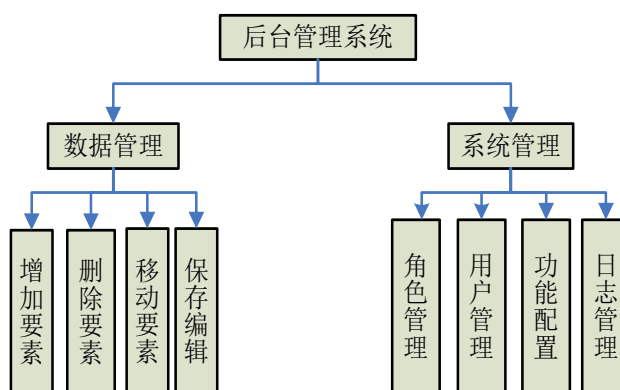 后台管理系统
数据管理
系统管理
增加要素
删除要素
移动要素
保存编辑
角色管理
用户管理
功能配置
日志管理